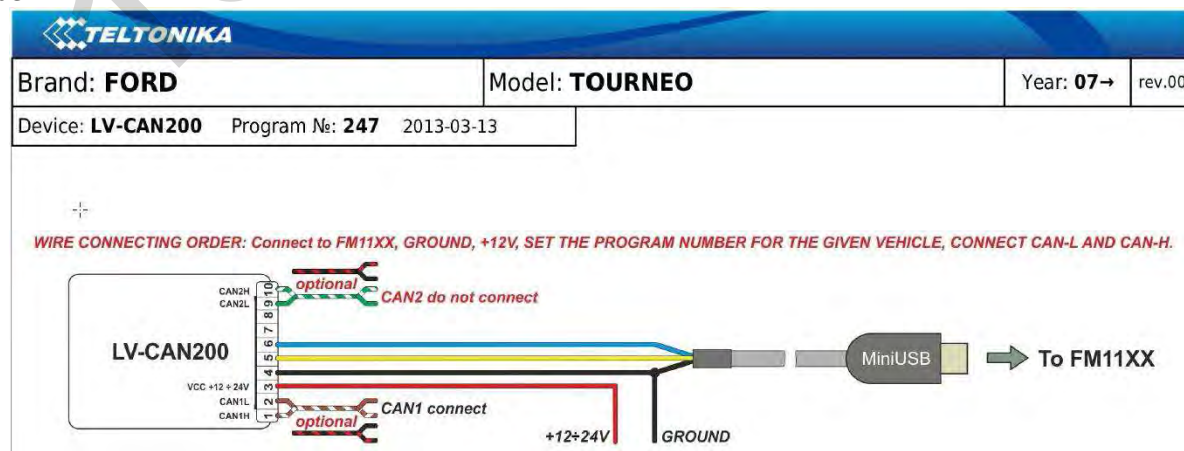 TELTONIKA
Brand: FORD Model: TOURNEO Year: 07→ rev.00
Device: LV-CAN200 Program №: 247 2013-03-13
WIRE CONNECTING ORDER: Connect to FM11XX, GROUND, +12V, SET THE PROGRAM NUMBER FOR THE GIVEN VEHICLE, CONNECT CAN-L AND CAN-H.
optional
CAN2H 10
CAN2L 9
CAN2 do not connect
8
7
6
LV-CAN200 5
MiniUSB
To FM11XX
4
VCC +12 ÷ 24V 3
CAN1L 2
CAN1H 1
CAN1 connect
optional
+12÷24V
GROUND